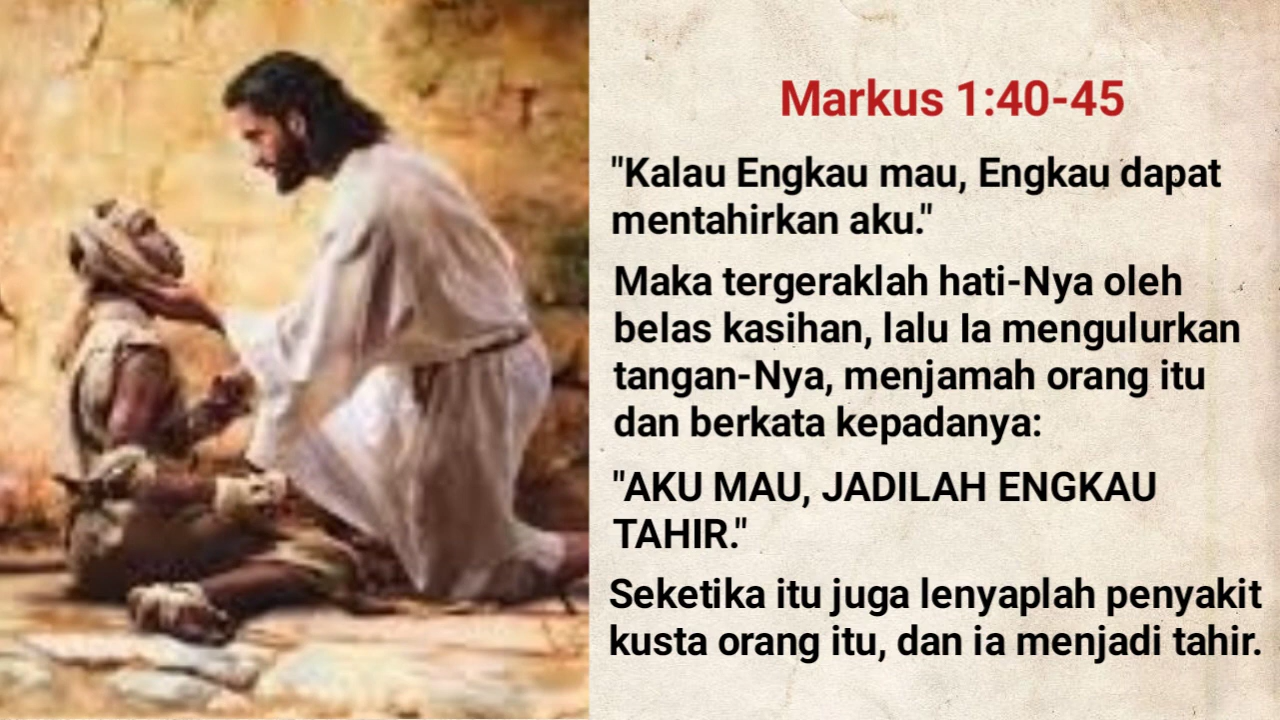 Markus 1:40-45
"Kalau Engkau mau, Engkau dapat
mentahirkan aku."
Maka tergeraklah hati-Nya oleh
belas kasihan, lalu Ia mengulurkan
tangan-Nya, menjamah orang itu
dan berkata kepadanya:
"AKU MAU, JADILAH ENGKAU
TAHIR."
Seketika itu juga lenyaplah penyakit
kusta orang itu, dan ia menjadi tahir.